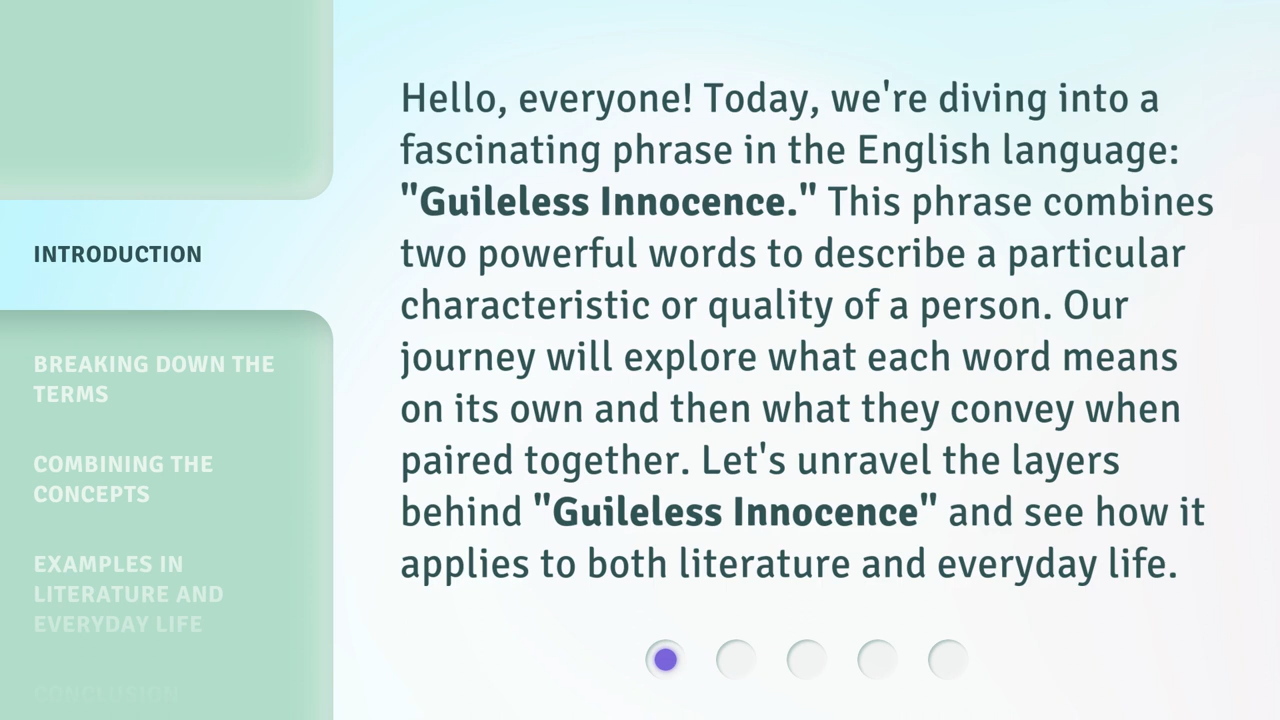 INTRODUCTION
BREAKING DOWN THE
TERMS
COMBINING THE
CONCEPTS
EXAMPLES IN
LITERATURE AND
EVERYDAY LIFE
CONCLUSION
Hello, everyone! Today, we're diving into a
fascinating phrase in the English language:
"Guileless Innocence." This phrase combines
two powerful words to describe a particular
characteristic or quality of a person. Our
journey will explore what each word means
on its own and then what they convey when
paired together. Let's unravel the layers
behind "Guileless Innocence" and see how it
applies to both literature and everyday life.